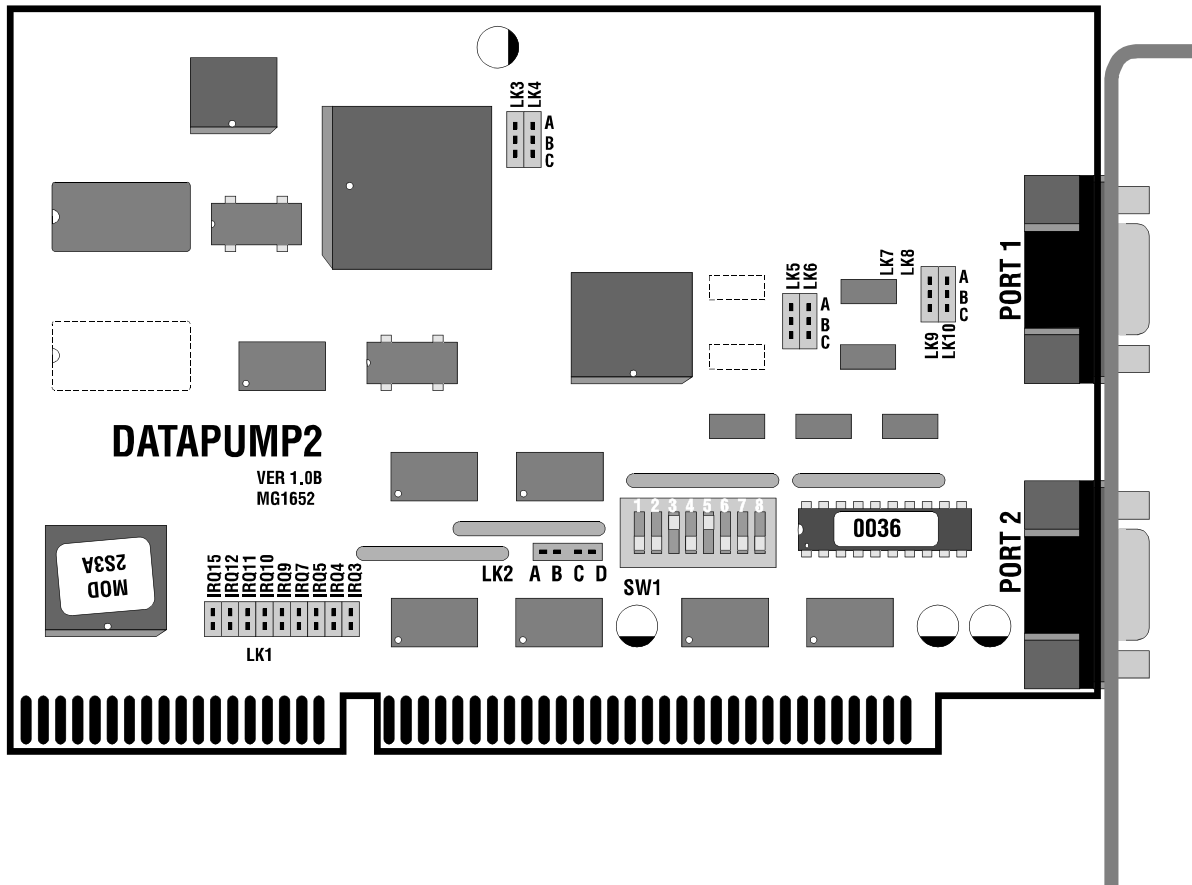 LK3
LK4
A
B
C
LK5
LK6
A
B
C
LK7
LK8
A
B
C
LK9
LK10
PORT 1
DATAPUMP2
VER 1.0B
MG1652
1 2 3 4 5 6 7 8
SW1
0036
PORT 2
MOD
2S3A
IRQ15
IRQ12
IRQ11
IRQ10
IRQ9
IRQ7
IRQ5
IRQ4
IRQ3
LK1
LK2 A B C D